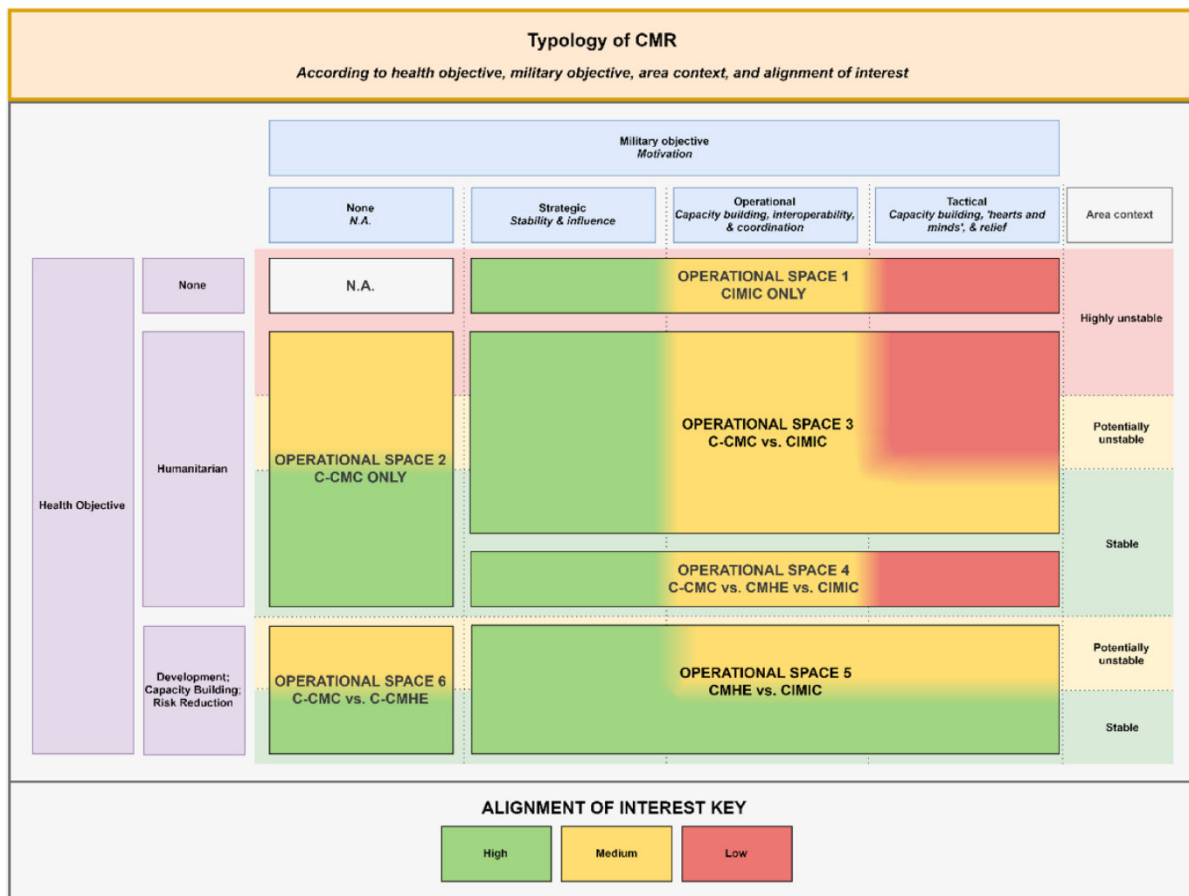 Typology of CMR
According to health objective, military objective, area context, and alignment of interest
Military objective
Motivation
None
N.A.
Strategic
Stability & influence
Operational
Capacity building, interoperability,
& coordination
Tactical
Capacity building, 'hearts and
minds', & relief
Area context
Health Objective
None
N.A.
OPERATIONAL SPACE 1
CIMIC ONLY
Highly unstable
Humanitarian
OPERATIONAL SPACE 2
C-CMC ONLY
OPERATIONAL SPACE 3
C-CMC vs. CIMIC
Potentially
unstable
Stable
OPERATIONAL SPACE 4
C-CMC vs. CMHE vs. CIMIC
Development;
Capacity Building;
Risk Reduction
OPERATIONAL SPACE 6
C-CMC vs. C-CMHE
OPERATIONAL SPACE 5
CMHE vs. CIMIC
Potentially
unstable
Stable
ALIGNMENT OF INTEREST KEY
High
Medium
Low